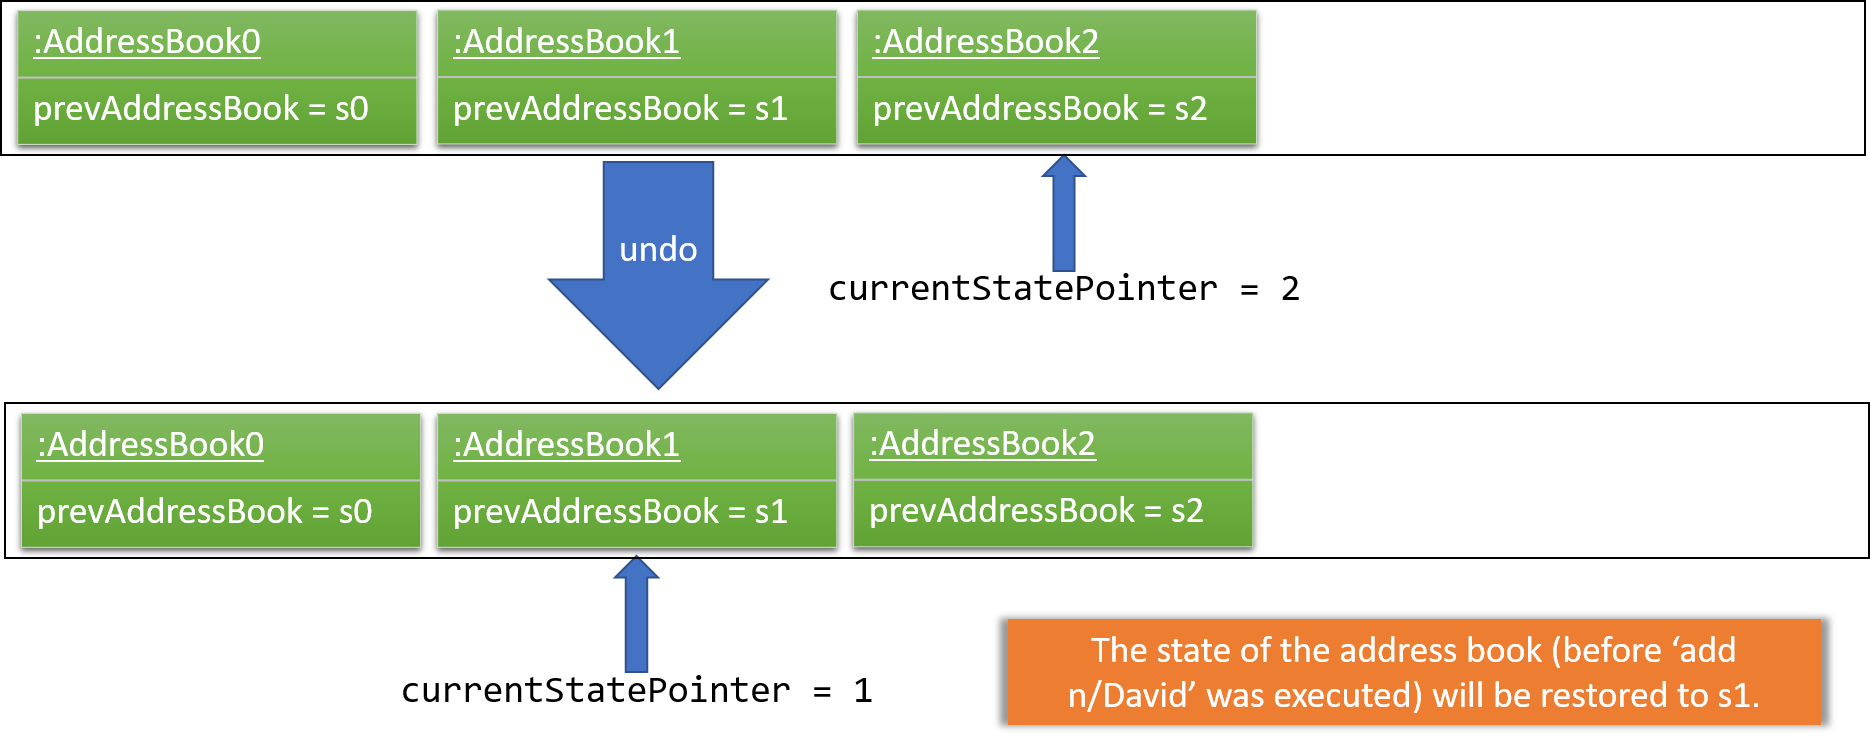 :AddressBook0
prevAddressBook = s0
:AddressBook1
prevAddressBook = s1
:AddressBook2
prevAddressBook = s2
undo
currentStatePointer = 2
:AddressBook0
prevAddressBook = s0
:AddressBook1
prevAddressBook = s1
:AddressBook2
prevAddressBook = s2
currentStatePointer = 1
The state of the address book (before ‘add
n/David’ was executed) will be restored to s1.